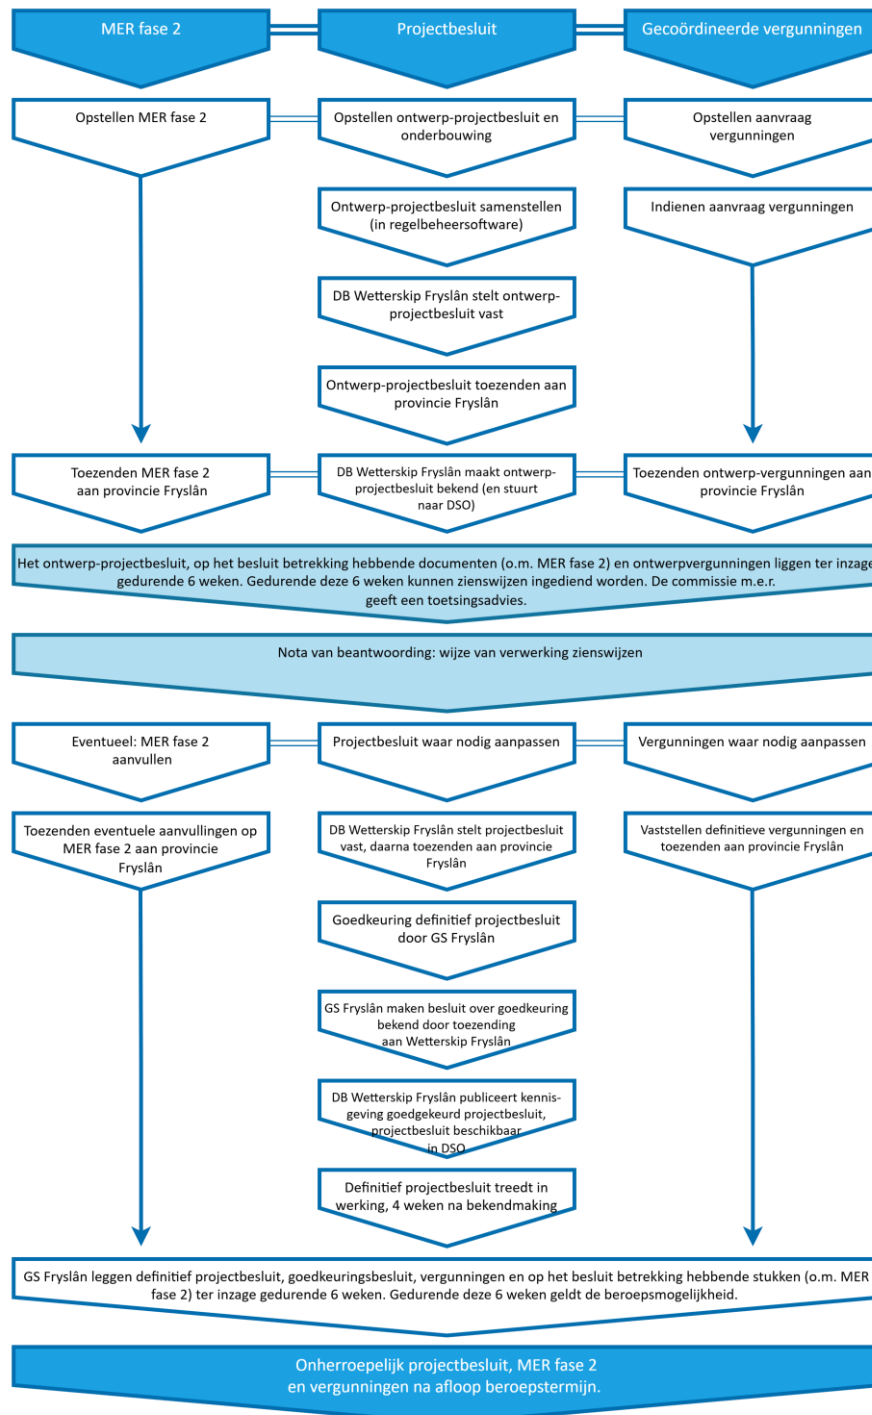 MER fase 2
Projectbesluit
Gecoördineerde vergunningen
Opstellen MER fase 2
Opstellen ontwerp-projectbesluit en
onderbouwing
Opstellen aanvraag
vergunningen
Ontwerp-projectbesluit samenstellen
(in regelbeheersoftware)
Indienen aanvraag vergunningen
DB Wetterskip Fryslân stelt ontwerp-
projectbesluit vast
Ontwerp-projectbesluit toezenden aan
provincie Fryslân
Toezenden MER fase 2
aan provincie Fryslân
DB Wetterskip Fryslân maakt ontwerp-
projectbesluit bekend (en stuurt
naar DSO)
Toezenden ontwerp-vergunningen aan
provincie Fryslân
Het ontwerp-projectbesluit, op het besluit betrekking hebbende documenten (o.m. MER fase 2) en ontwerpvergunningen liggen ter inzage
gedurende 6 weken. Gedurende deze 6 weken kunnen zienswijzen ingediend worden. De commissie m.e.r.
geeft een toetsingsadvies.
Nota van beantwoording: wijze van verwerking zienswijzen
Eventueel: MER fase 2
aanvullen
Projectbesluit waar nodig aanpassen
Vergunningen waar nodig aanpassen
Toezenden eventuele aanvullingen op
MER fase 2 aan provincie
Fryslân
DB Wetterskip Fryslân stelt projectbesluit
vast, daarna toezenden aan provincie
Fryslân
Vaststellen definitieve vergunningen en
toezenden aan provincie Fryslân
Goedkeuring definitief projectbesluit
door GS Fryslân
GS Fryslân maken besluit over goedkeuring
bekend door toezending
aan Wetterskip Fryslân
DB Wetterskip Fryslân publiceert kennis-
geving goedgekeurd projectbesluit,
projectbesluit beschikbaar
in DSO
Definitief projectbesluit treedt in
werking, 4 weken na bekendmaking
GS Fryslân leggen definitief projectbesluit, goedkeuringsbesluit, vergunningen en op het besluit betrekking hebbende stukken (o.m. MER
fase 2) ter inzage gedurende 6 weken. Gedurende deze 6 weken geldt de beroepsmogelijkheid.
Onherroepelijk projectbesluit, MER fase 2
en vergunningen na afloop beroepstermijn.